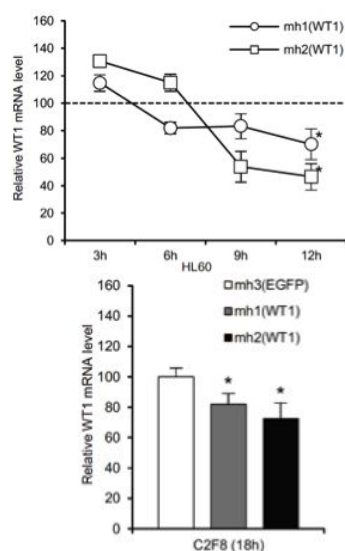 Relative WT1 mRNA level
160
140
120
100
80
60
40
20
0
mh1(WT1)
mh2(WT1)
*
*
3h 6h 9h 12h
HL60
Relative WT1 mRNA level
160
140
120
100
80
60
40
20
0
mh3(EGFP)
mh1(WT1)
mh2(WT1)
* *
C2F8 (18h)